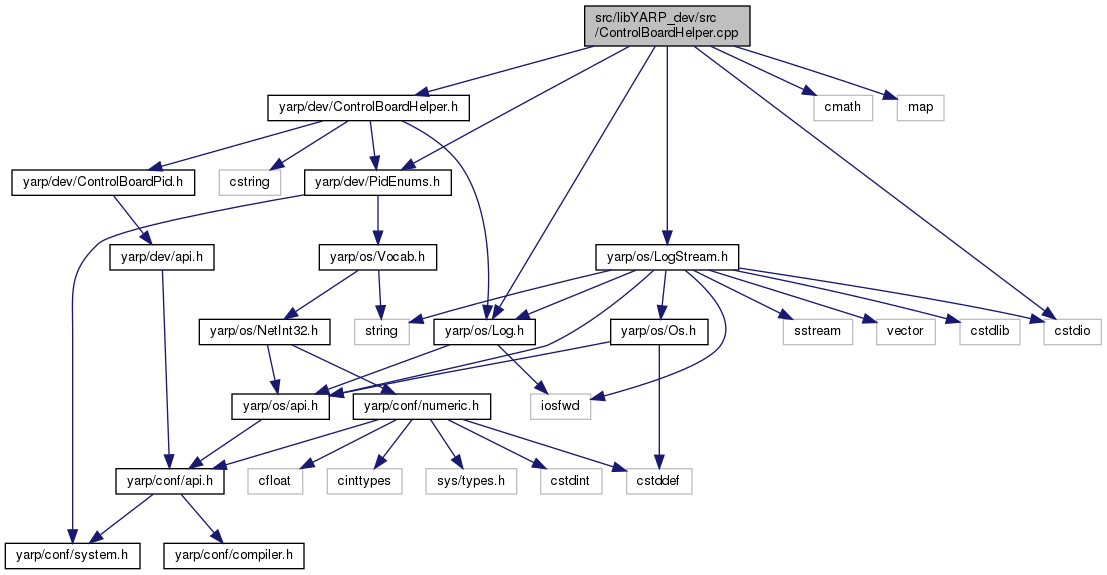 src/libYARP_dev/src
/ControlBoardHelper.cpp
yarp/dev/ControlBoardHelper.h
cmath
map
yarp/dev/ControlBoardPid.h
cstring
yarp/dev/PidEnums.h
yarp/dev/api.h
yarp/os/Vocab.h
yarp/os/LogStream.h
yarp/os/NetInt32.h
string
yarp/os/Log.h
yarp/os/Os.h
sstream
vector
cstdlib
cstdio
yarp/os/api.h
yarp/conf/numeric.h
iosfwd
yarp/conf/api.h
cfloat
cinttypes
sys/types.h
cstdint
cstddef
yarp/conf/system.h
yarp/conf/compiler.h